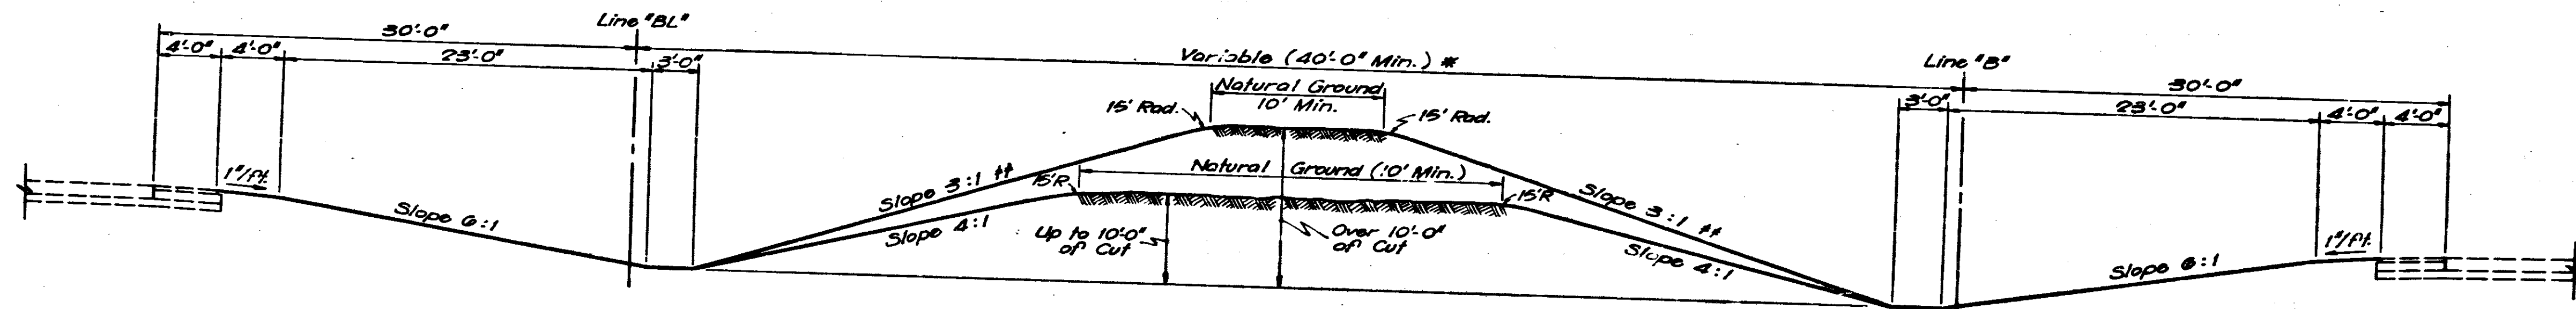 Line "BL"
30'-0"
4'-0" 4'-0" 23'-0" 3'-0"
Variable (40'-0" Min.) *
Line "B"
30'-0"
3'-0" 23'-0" 4'-0" 4'-0"
Natural Ground
10' Min.
15' Rad.
15' Rad.
Natural Ground (10' Min.)
15'R.
15'R
1"/ft.
Slope 6:1
Slope 3:1 ‡‡
Slope 4:1
Up to 10'-0"
of Cut
Over 10'-0"
of Cut
Slope 3:1 ‡‡
Slope 4:1
1"/ft.
Slope 6:1